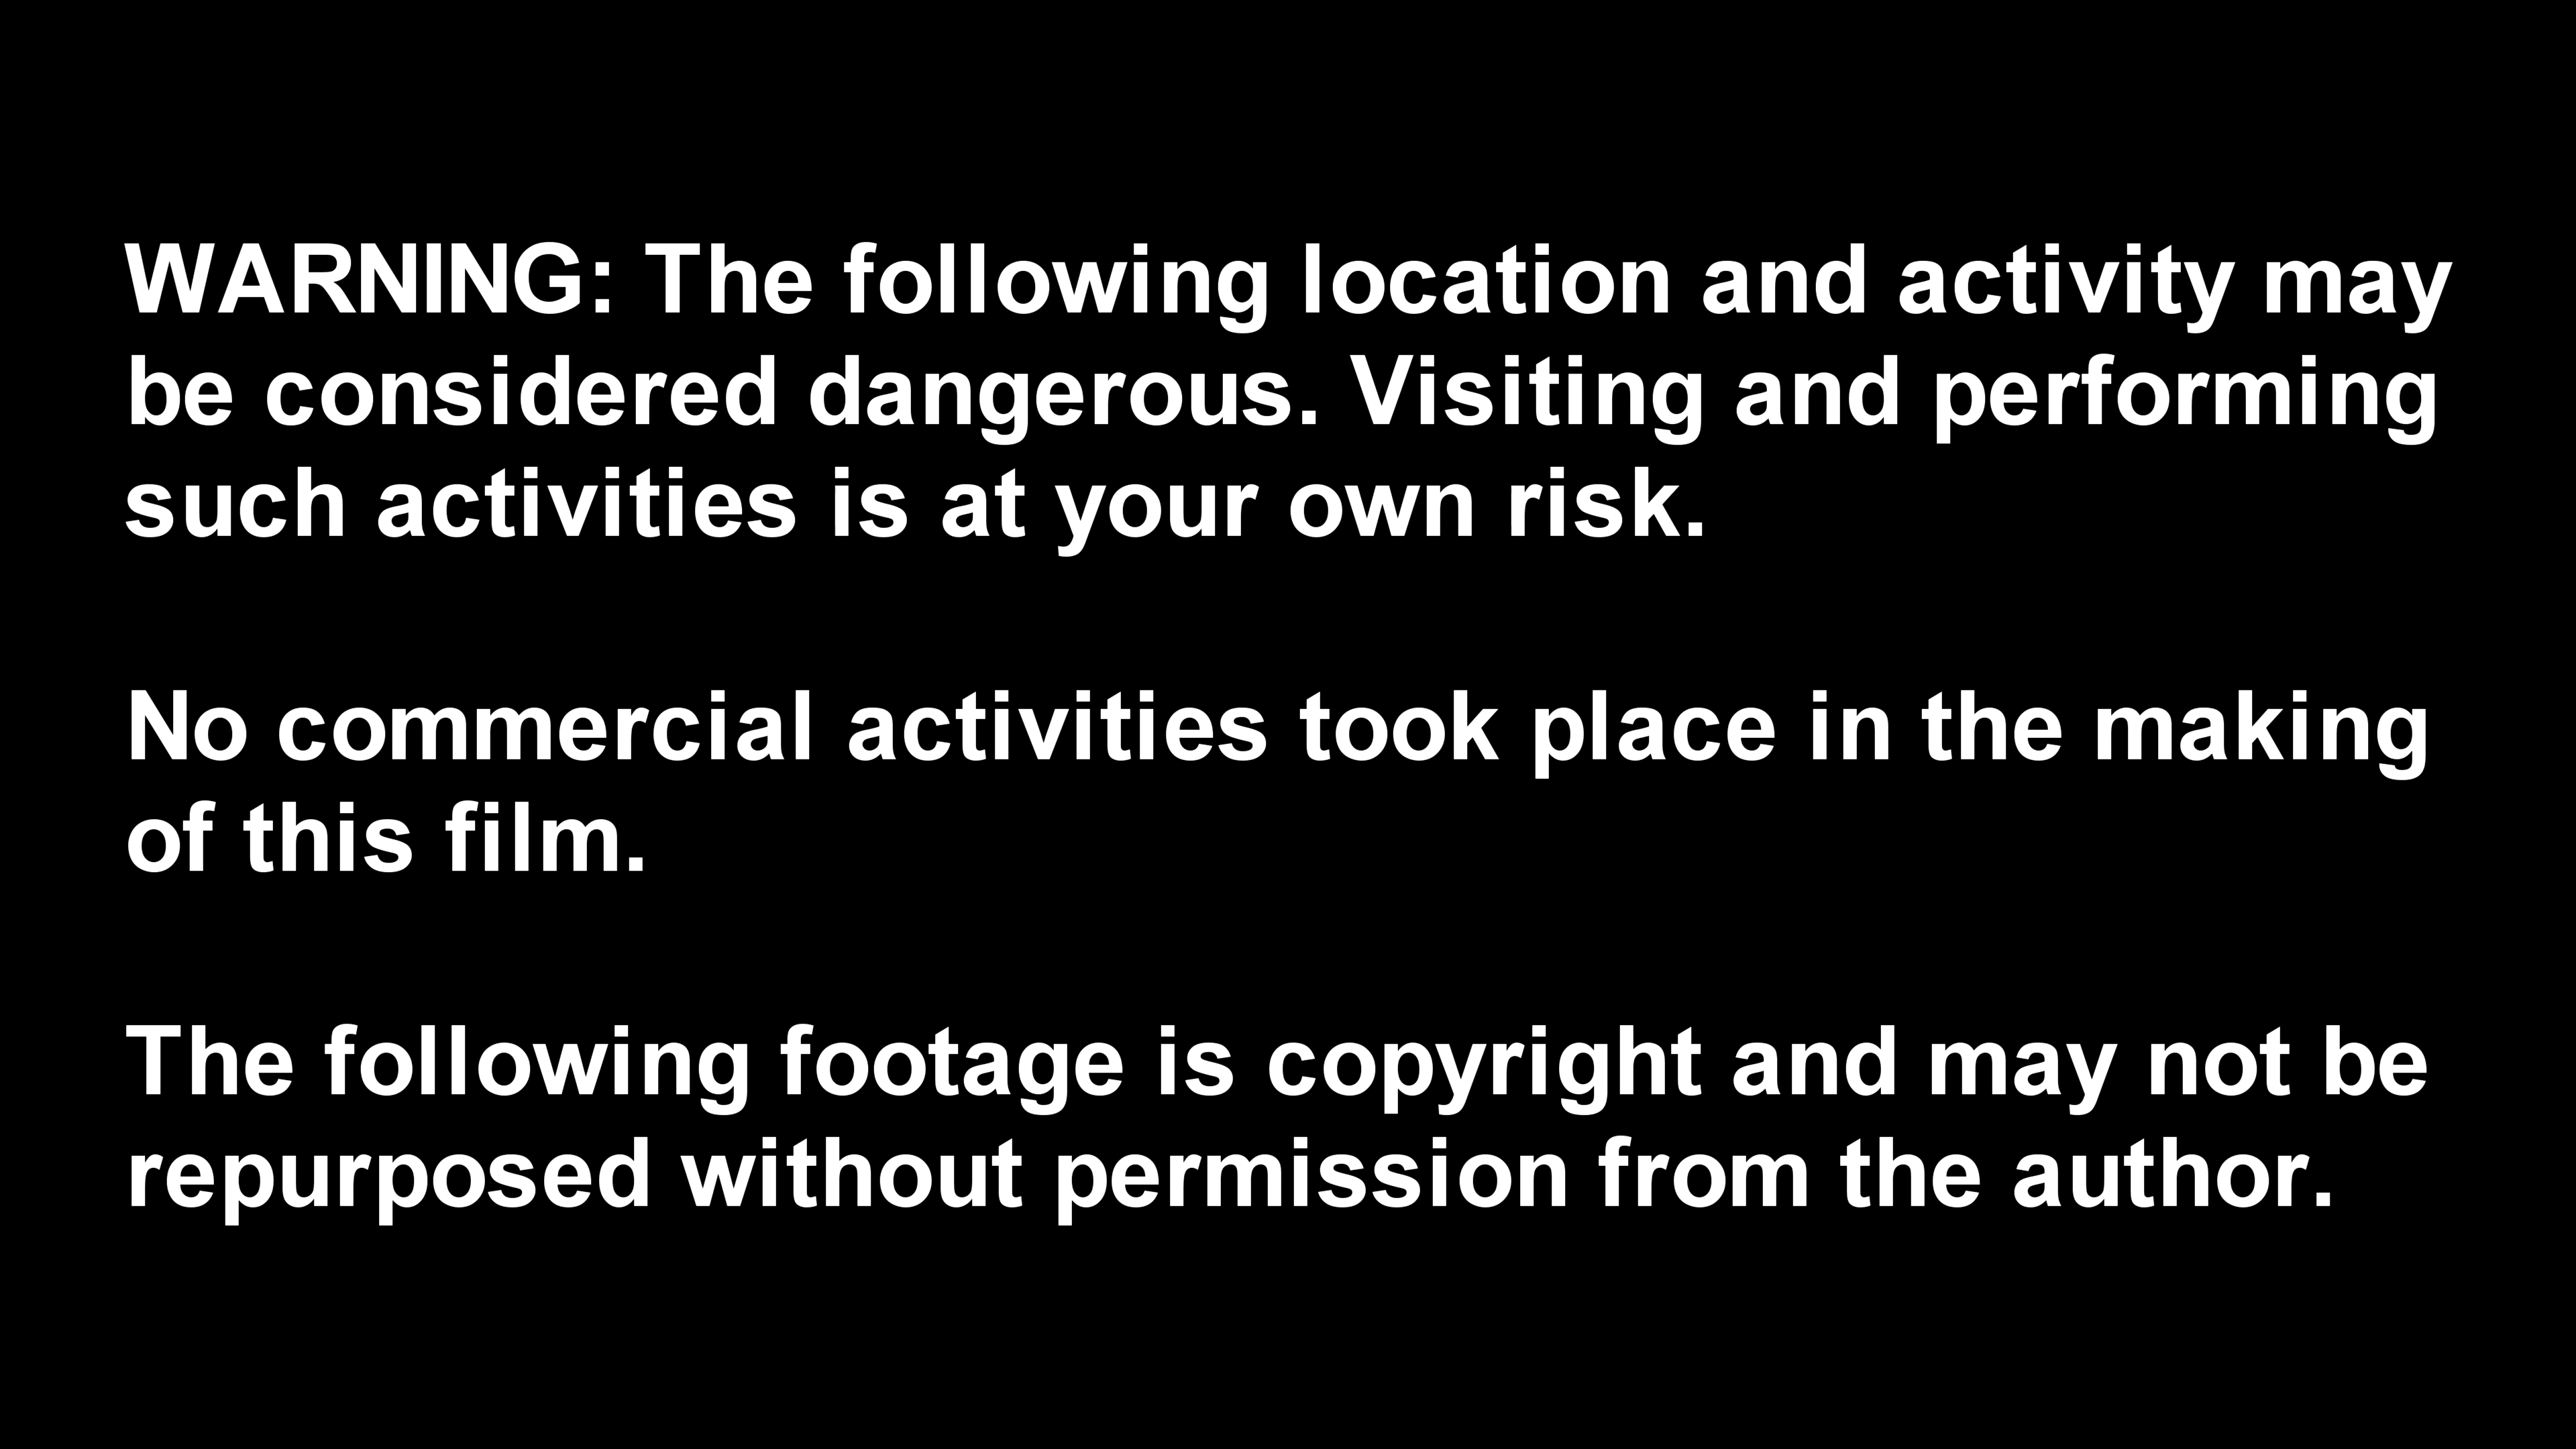 WARNING: The following location and activity may
be considered dangerous. Visiting and performing
such activities is at your own risk.
No commercial activities took place in the making
of this film.
The following footage is copyright and may not be
repurposed without permission from the author.